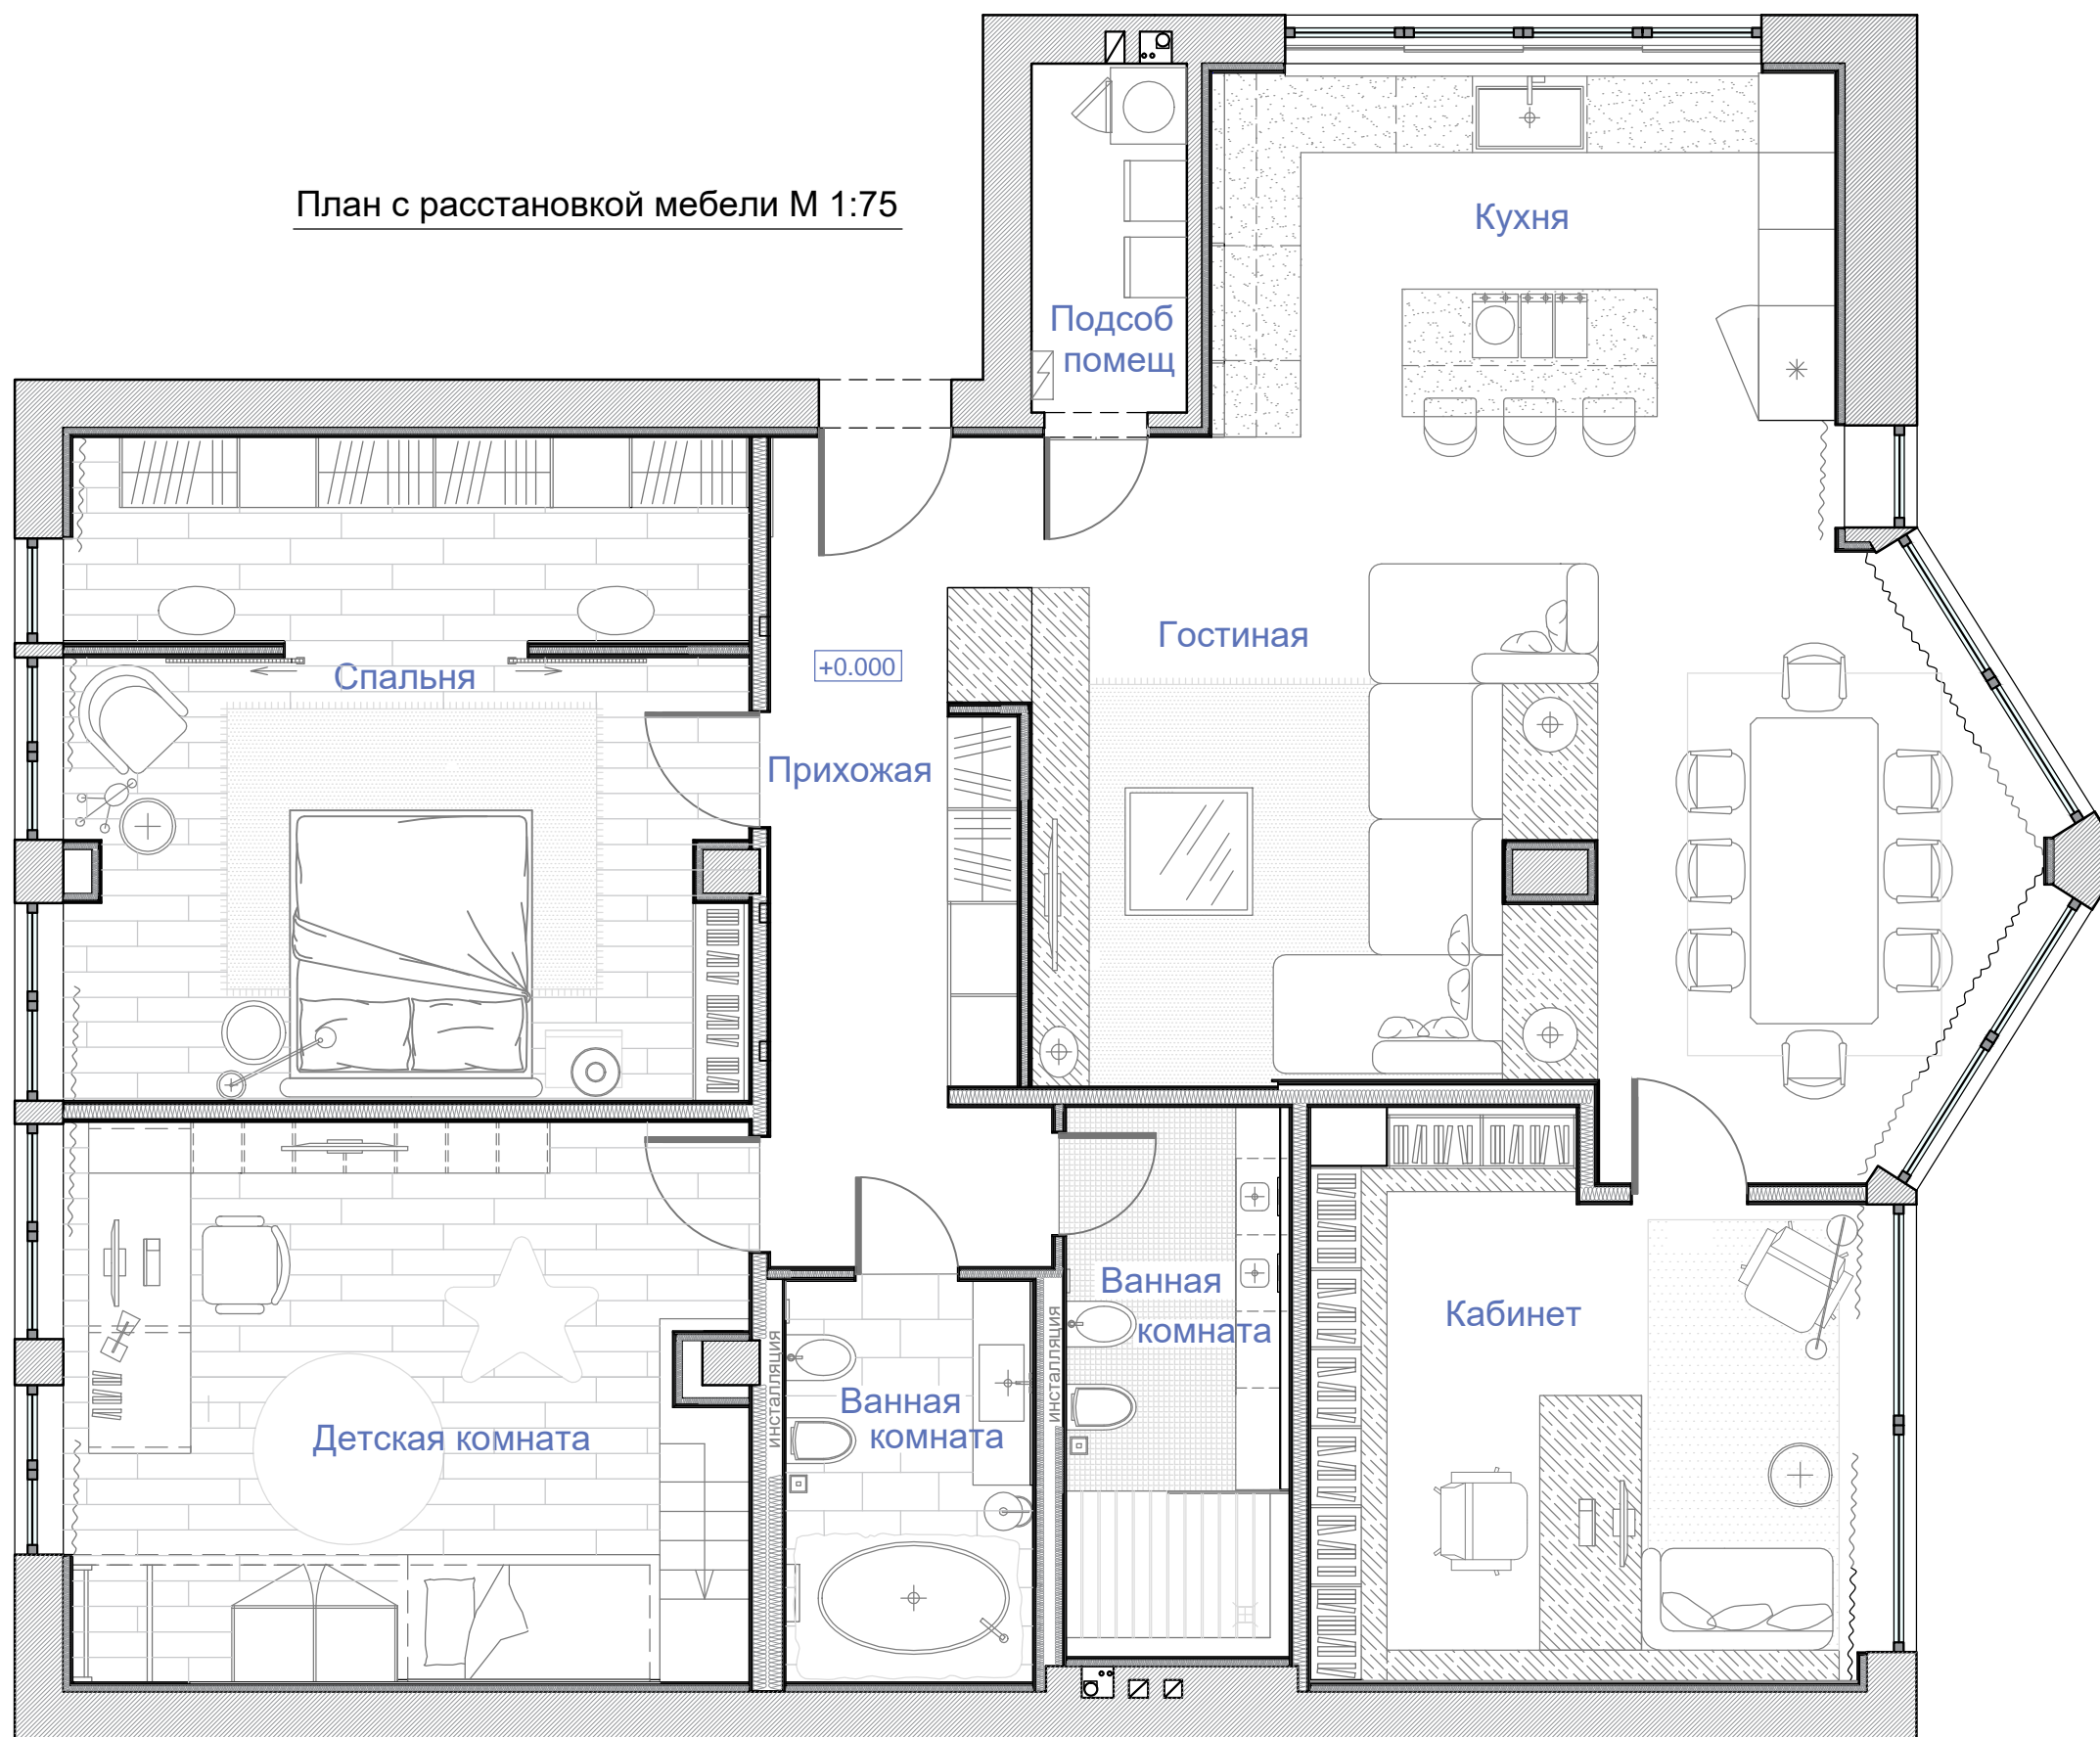 План с расстановкой мебели М 1:75
Кухня
Подсоб
помещ
Гостиная
+0.000
Спальня
Прихожая
Ванная
комната
Кабинет
инсталляция
инсталляция
Ванная
комната
Детская комната